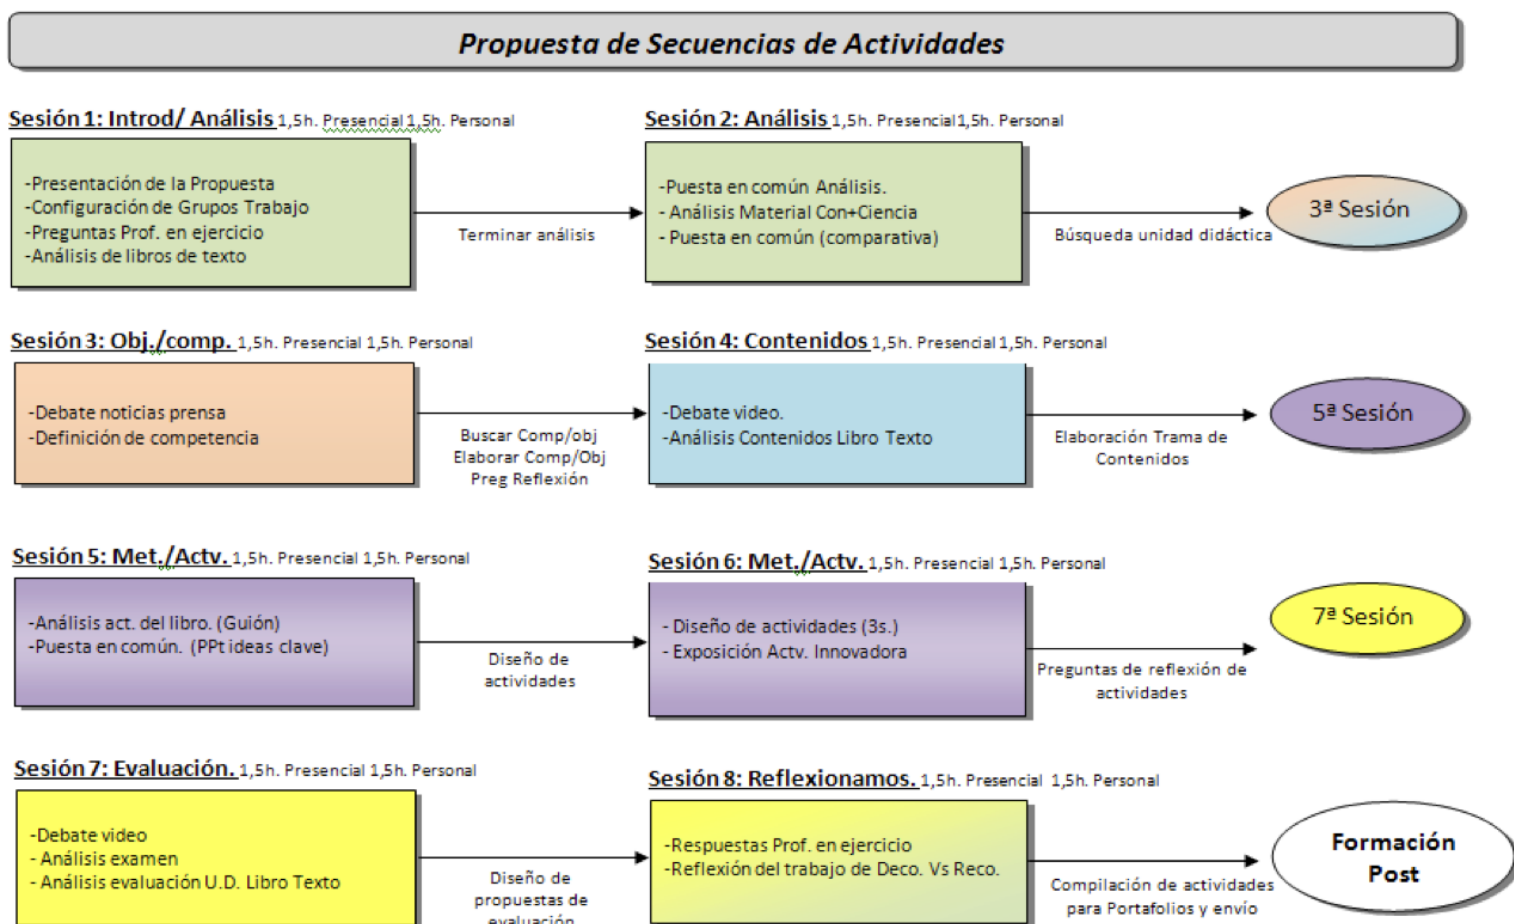 Propuesta de Secuencias de Actividades
Sesión 1: Introd/ Análisis 1,5h. Presencial 1,5h. Personal
-Presentación de la Propuesta
-Configuración de Grupos Trabajo
-Preguntas Prof. en ejercicio
-Análisis de libros de texto
Terminar análisis
Sesión 2: Análisis 1,5h. Presencial1,5h. Personal
-Puesta en común Análisis.
- Análisis Material Con+Ciencia
- Puesta en común (comparativa)
Búsqueda unidad didáctica
3ª Sesión
Sesión 3: Obj./comp. 1,5h. Presencial 1,5h. Personal
-Debate noticias prensa
-Definición de competencia
Buscar Comp/obj
Elaborar Comp/Obj
Preg Reflexión
Sesión 4: Contenidos 1,5h. Presencial 1,5h. Personal
-Debate video.
-Análisis Contenidos Libro Texto
Elaboración Trama de
Contenidos
5ª Sesión
Sesión 5: Met./Actv. 1,5h. Presencial 1,5h. Personal
-Análisis act. del libro. (Guión)
-Puesta en común. (PPt ideas clave)
Diseño de
actividades
Sesión 6: Met./Actv. 1,5h. Presencial 1,5h. Personal
- Diseño de actividades (3s.)
- Exposición Actv. Innovadora
Preguntas de reflexión de
actividades
7ª Sesión
Sesión 7: Evaluación. 1,5h. Presencial 1,5h. Personal
-Debate video
- Análisis examen
- Análisis evaluación U.D. Libro Texto
Diseño de
propuestas de
evaluación
Sesión 8: Reflexionamos. 1,5h. Presencial 1,5h. Personal
-Respuestas Prof. en ejercicio
-Reflexión del trabajo de Deco. Vs Reco.
Compilación de actividades
para Portafolios y envío
Formación
Post